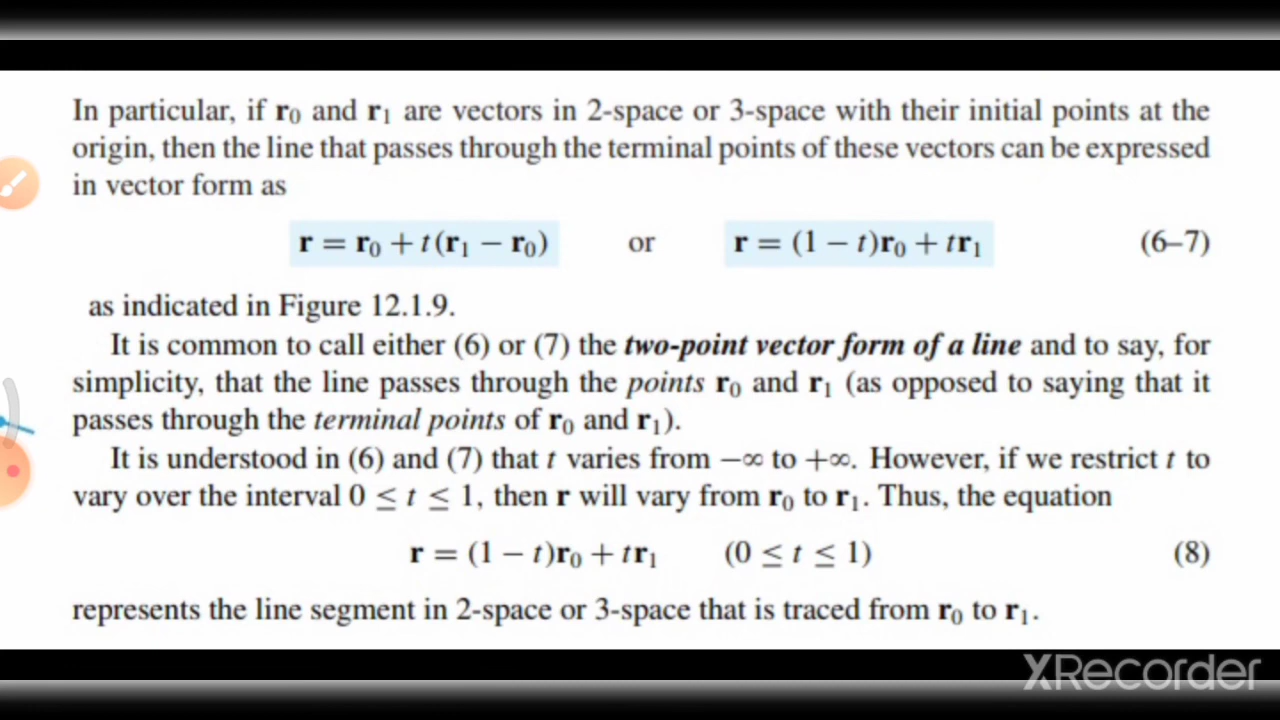 In particular, if r₀ and r₁ are vectors in 2-space or 3-space with their initial points at the
origin, then the line that passes through the terminal points of these vectors can be expressed
in vector form as
r = r₀ + t(r₁ − r₀) or r = (1 − t)r₀ + tr₁ (6–7)
as indicated in Figure 12.1.9.
It is common to call either (6) or (7) the two-point vector form of a line and to say, for
simplicity, that the line passes through the points r₀ and r₁ (as opposed to saying that it
passes through the terminal points of r₀ and r₁).
It is understood in (6) and (7) that t varies from −∞ to +∞. However, if we restrict t to
vary over the interval 0 ≤ t ≤ 1, then r will vary from r₀ to r₁. Thus, the equation
r = (1 − t)r₀ + tr₁ (0 ≤ t ≤ 1) (8)
represents the line segment in 2-space or 3-space that is traced from r₀ to r₁.
XRecorder